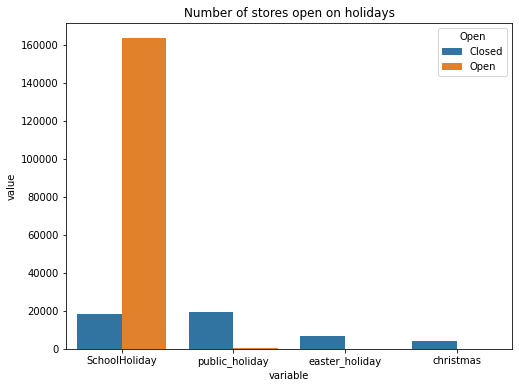 Number of stores open on holidays
Open
Closed
Open
value
160000
140000
120000
100000
80000
60000
40000
20000
0
SchoolHoliday public_holiday easter_holiday christmas
variable